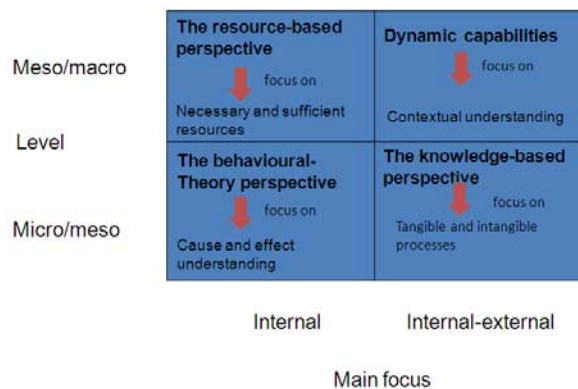 Meso/macro
Level
Micro/meso
The resource-based
perspective
focus on
Necessary and sufficient
resources
Dynamic capabilities
focus on
Contextual understanding
The behavioural-
Theory perspective
focus on
Cause and effect
understanding
The knowledge-based
perspective
focus on
Tangible and intangible
processes
Internal
Internal-external
Main focus